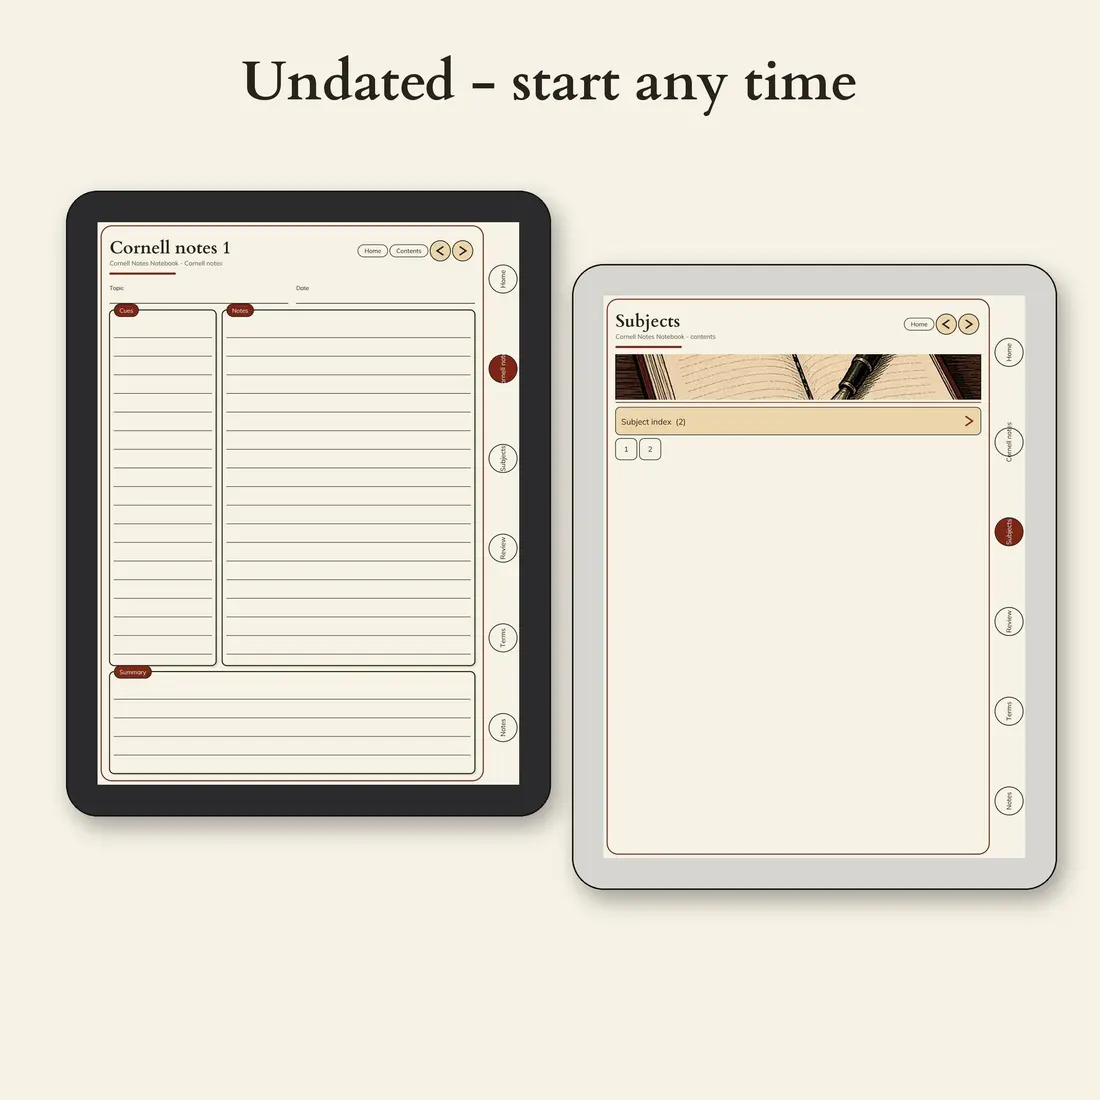 Undated - start any time
Cornell notes 1
Cornell Notes Notebook - Cornell notes
Home
Contents
<
>
Topic
Date
Cues
Notes
Summary
Home
Subjects
Review
Terms
Notes
Subjects
Cornell Notes Notebook - contents
Home
<
>
Subject index (2)
>
1
2
Home
Cornell notes
Subjects
Review
Terms
Notes